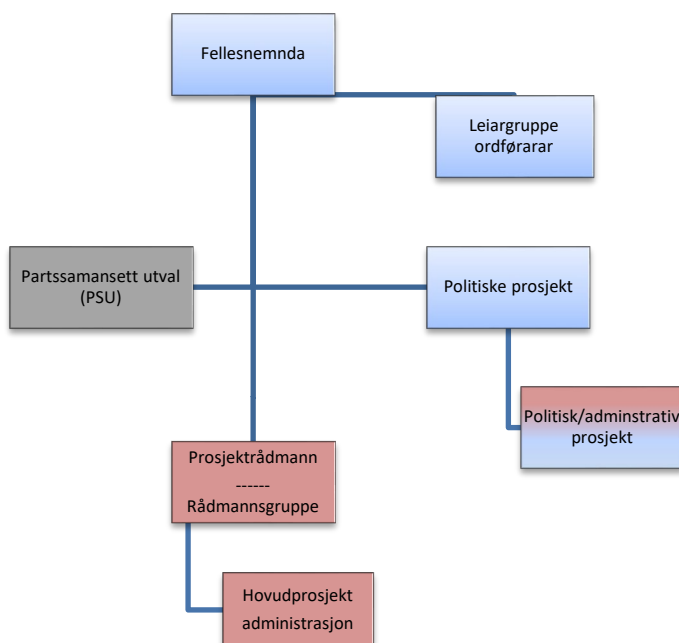 Fellesnemnda
Leiargruppe
ordførarar
Partssamansett utval
(PSU)
Politiske prosjekt
Politisk/adminstrativ
prosjekt
Prosjektrådmann
------
Rådmannsgruppe
Hovudprosjekt
administrasjon